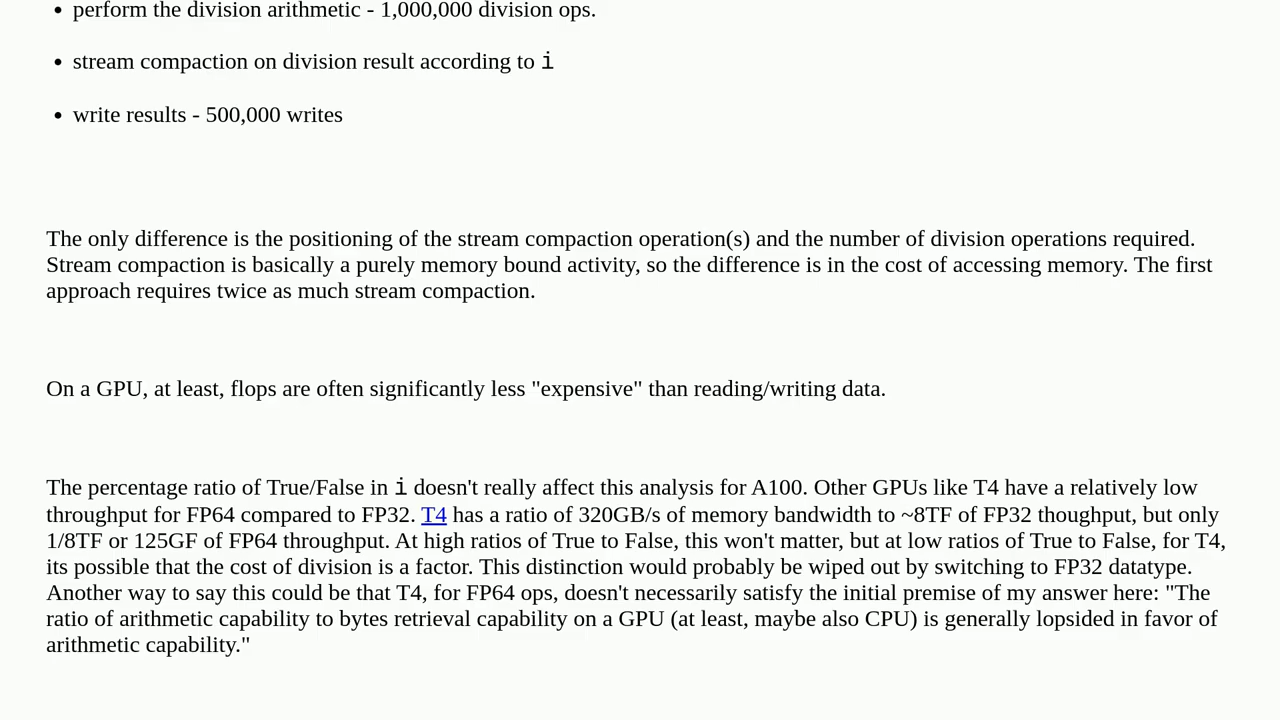 • perform the division arithmetic - 1,000,000 division ops.
• stream compaction on division result according to i
• write results - 500,000 writes
The only difference is the positioning of the stream compaction operation(s) and the number of division operations required.
Stream compaction is basically a purely memory bound activity, so the difference is in the cost of accessing memory. The first
approach requires twice as much stream compaction.
On a GPU, at least, flops are often significantly less "expensive" than reading/writing data.
The percentage ratio of True/False in i doesn't really affect this analysis for A100. Other GPUs like T4 have a relatively low
throughput for FP64 compared to FP32. T4 has a ratio of 320GB/s of memory bandwidth to ~8TF of FP32 thoughput, but only
1/8TF or 125GF of FP64 throughput. At high ratios of True to False, this won't matter, but at low ratios of True to False, for T4,
its possible that the cost of division is a factor. This distinction would probably be wiped out by switching to FP32 datatype.
Another way to say this could be that T4, for FP64 ops, doesn't necessarily satisfy the initial premise of my answer here: "The
ratio of arithmetic capability to bytes retrieval capability on a GPU (at least, maybe also CPU) is generally lopsided in favor of
arithmetic capability."